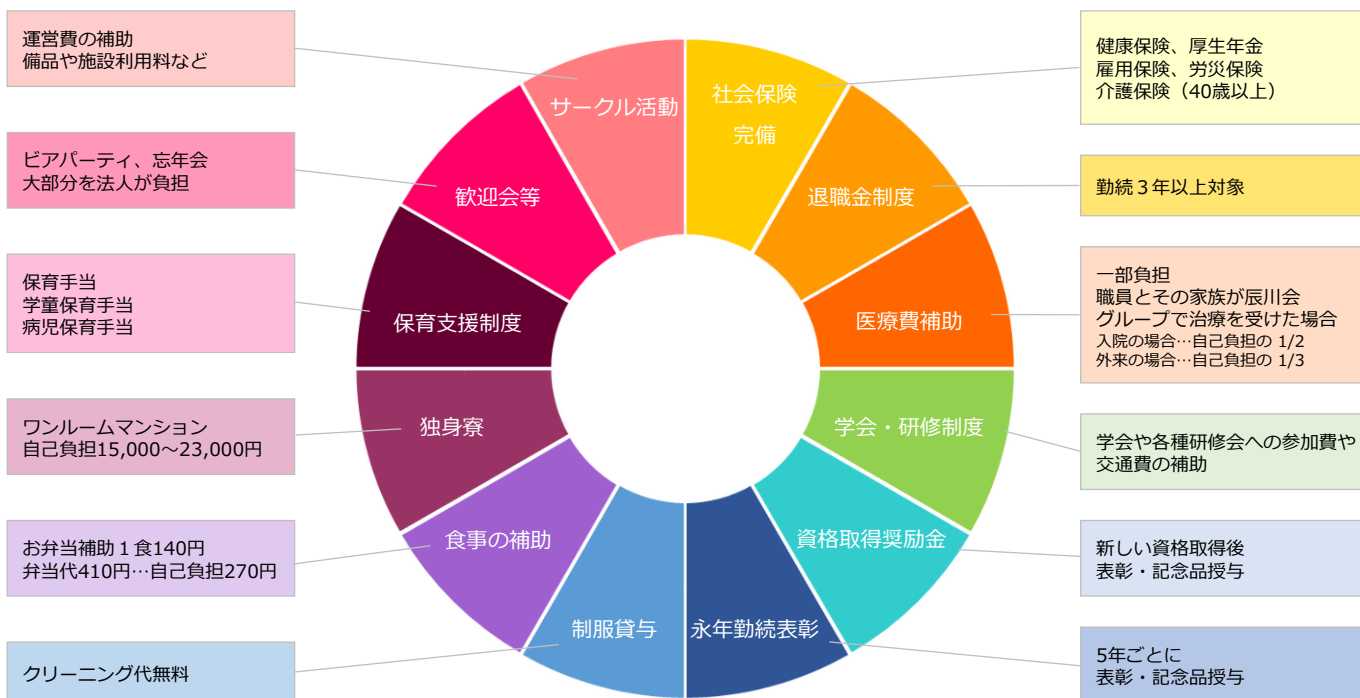 運営費の補助
備品や施設利用料など
ビアパーティ、忘年会
大部分を法人が負担
保育手当
学童保育手当
病児保育手当
ワンルームマンション
自己負担15,000～23,000円
お弁当補助１食140円
弁当代410円…自己負担270円
クリーニング代無料
サークル活動
社会保険
完備
歓迎会等
退職金制度
保育支援制度
医療費補助
独身寮
学会・研修制度
食事の補助
資格取得奨励金
制服貸与
永年勤続表彰
健康保険、厚生年金
雇用保険、労災保険
介護保険（40歳以上）
勤続３年以上対象
一部負担
職員とその家族が辰川会
グループで治療を受けた場合
入院の場合…自己負担の 1/2
外来の場合…自己負担の 1/3
学会や各種研修会への参加費や
交通費の補助
新しい資格取得後
表彰・記念品授与
5年ごとに
表彰・記念品授与